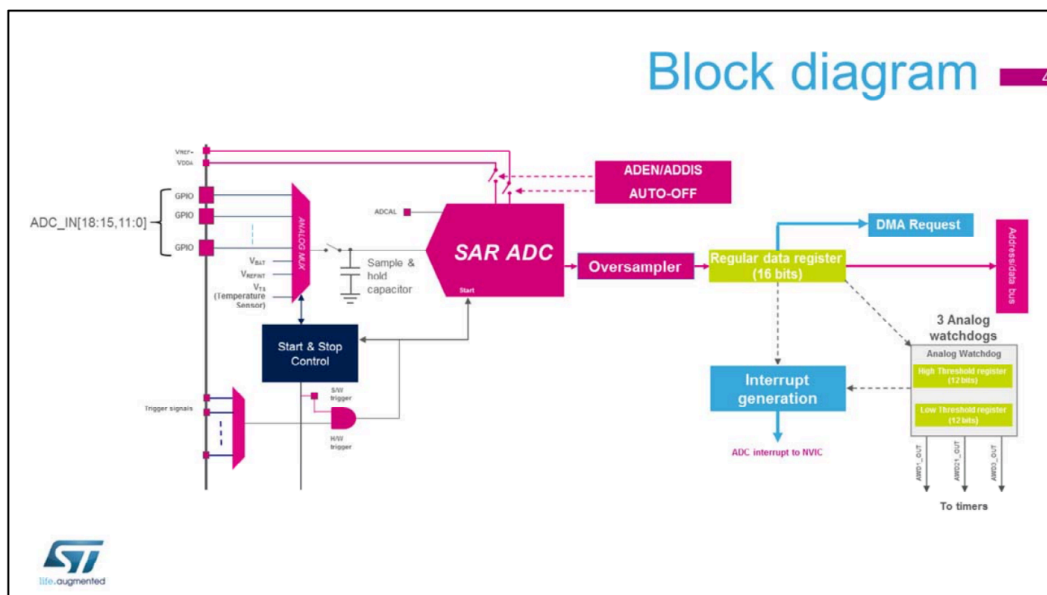 Block diagram
4
VREF+
VDDA
GPIO
GPIO
GPIO
ADC_IN[18:15,11:0]
ANALOG MUX
VBAT
VREFINT
VTS
(Temperature
Sensor)
ADCAL
Sample &
hold
capacitor
SAR ADC
Start
ADEN/ADDIS
AUTO-OFF
Oversampler
Regular data register
(16 bits)
DMA Request
Address/data bus
Start & Stop
Control
S/W
trigger
H/W
trigger
Trigger signals
Interrupt
generation
ADC interrupt to NVIC
3 Analog
watchdogs
Analog Watchdog
High Threshold register
(12 bits)
Low Threshold register
(12 bits)
AWD1_OUT
AWD21_OUT
AWD3_OUT
To timers
ST
life.augmented